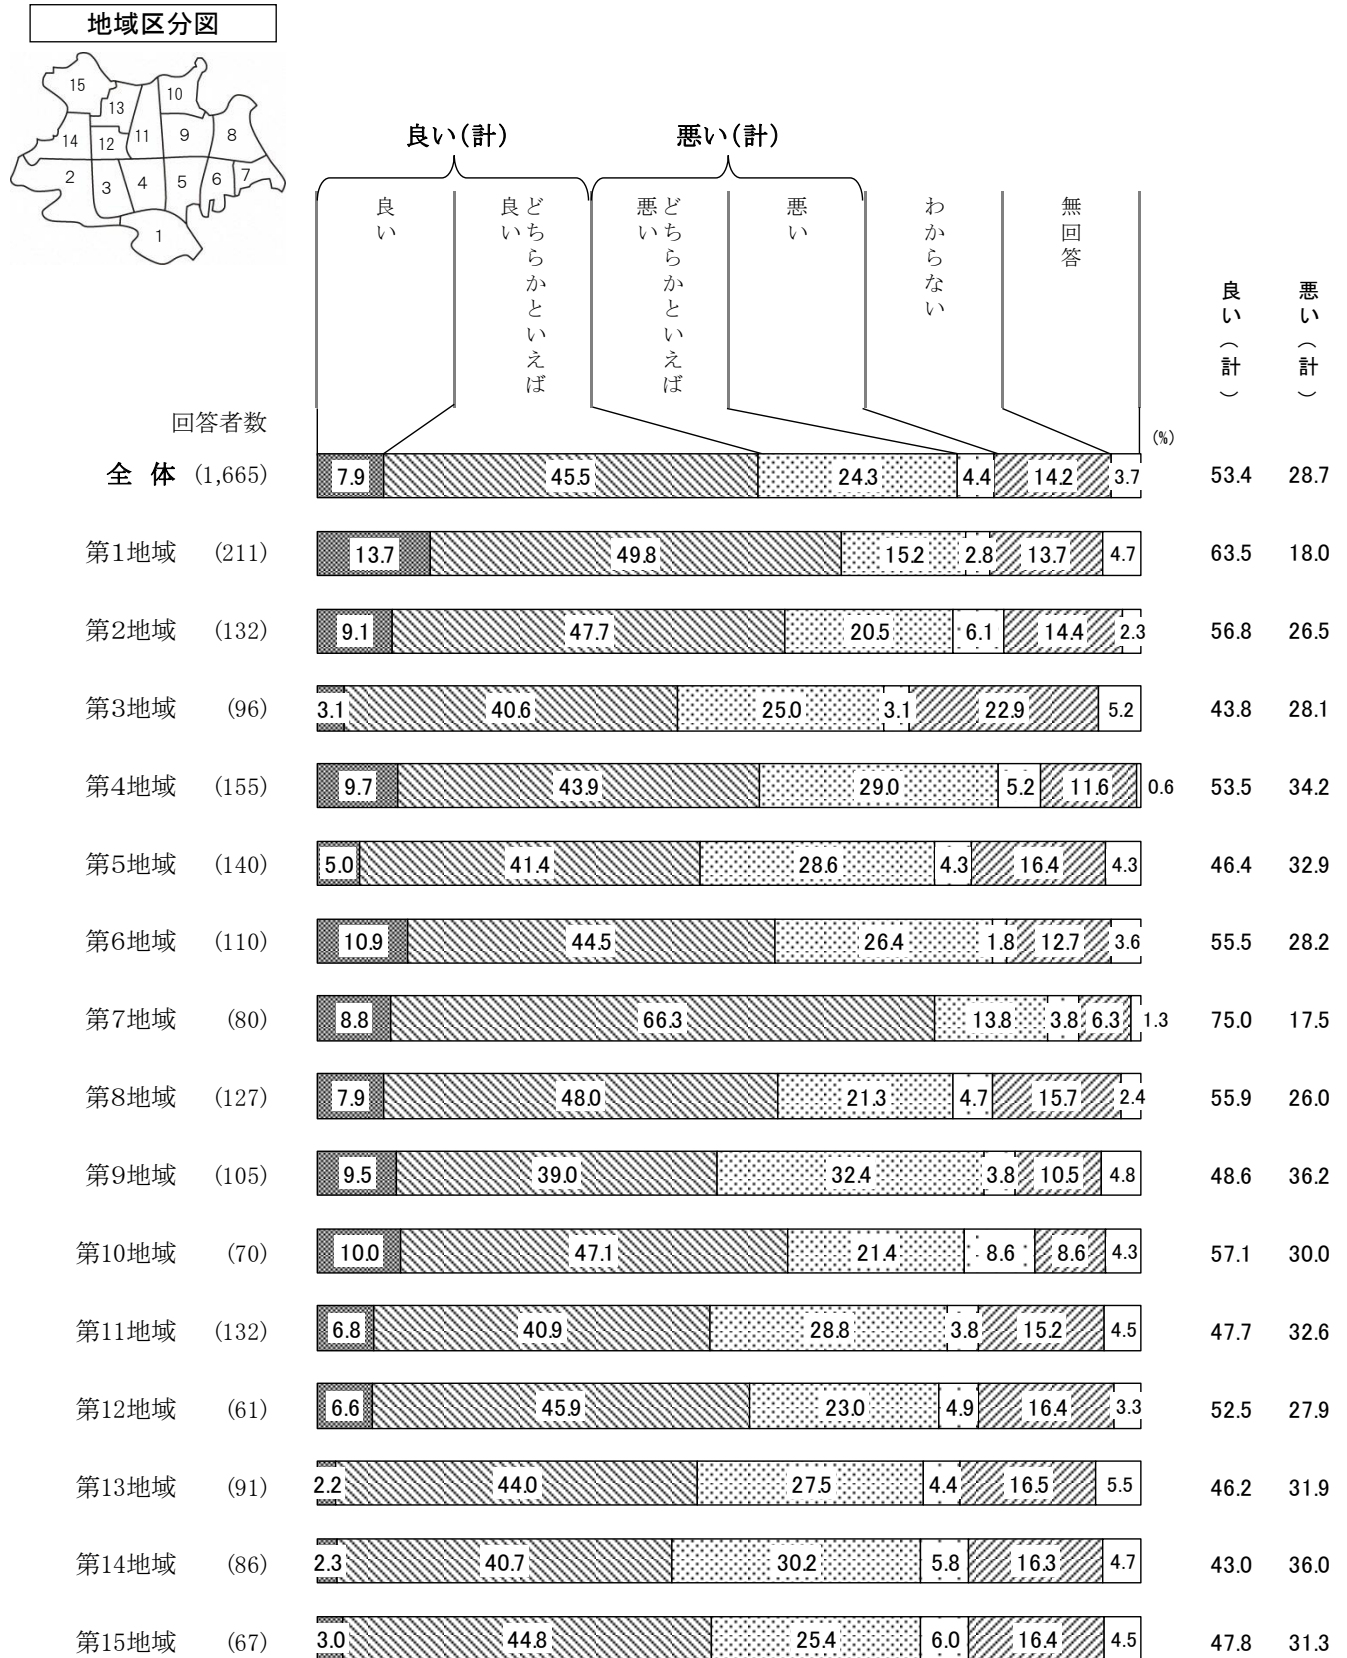 地域区分図
15
10
13
14
12
11
9
8
2
3
4
5
6
7
1
良い(計)
悪い(計)
良い
どちらかといえば良い
どちらかといえば悪い
悪い
わからない
無回答
良い(計)
悪い(計)
回答者数
(%)
全 体 (1,665) 7.9 45.5 24.3 4.4 14.2 3.7 53.4 28.7
第1地域 (211) 13.7 49.8 15.2 2.8 13.7 4.7 63.5 18.0
第2地域 (132) 9.1 47.7 20.5 6.1 14.4 2.3 56.8 26.5
第3地域 (96) 3.1 40.6 25.0 3.1 22.9 5.2 43.8 28.1
第4地域 (155) 9.7 43.9 29.0 5.2 11.6 0.6 53.5 34.2
第5地域 (140) 5.0 41.4 28.6 4.3 16.4 4.3 46.4 32.9
第6地域 (110) 10.9 44.5 26.4 1.8 12.7 3.6 55.5 28.2
第7地域 (80) 8.8 66.3 13.8 3.8 6.3 1.3 75.0 17.5
第8地域 (127) 7.9 48.0 21.3 4.7 15.7 2.4 55.9 26.0
第9地域 (105) 9.5 39.0 32.4 3.8 10.5 4.8 48.6 36.2
第10地域 (70) 10.0 47.1 21.4 8.6 8.6 4.3 57.1 30.0
第11地域 (132) 6.8 40.9 28.8 3.8 15.2 4.5 47.7 32.6
第12地域 (61) 6.6 45.9 23.0 4.9 16.4 3.3 52.5 27.9
第13地域 (91) 2.2 44.0 27.5 4.4 16.5 5.5 46.2 31.9
第14地域 (86) 2.3 40.7 30.2 5.8 16.3 4.7 43.0 36.0
第15地域 (67) 3.0 44.8 25.4 6.0 16.4 4.5 47.8 31.3